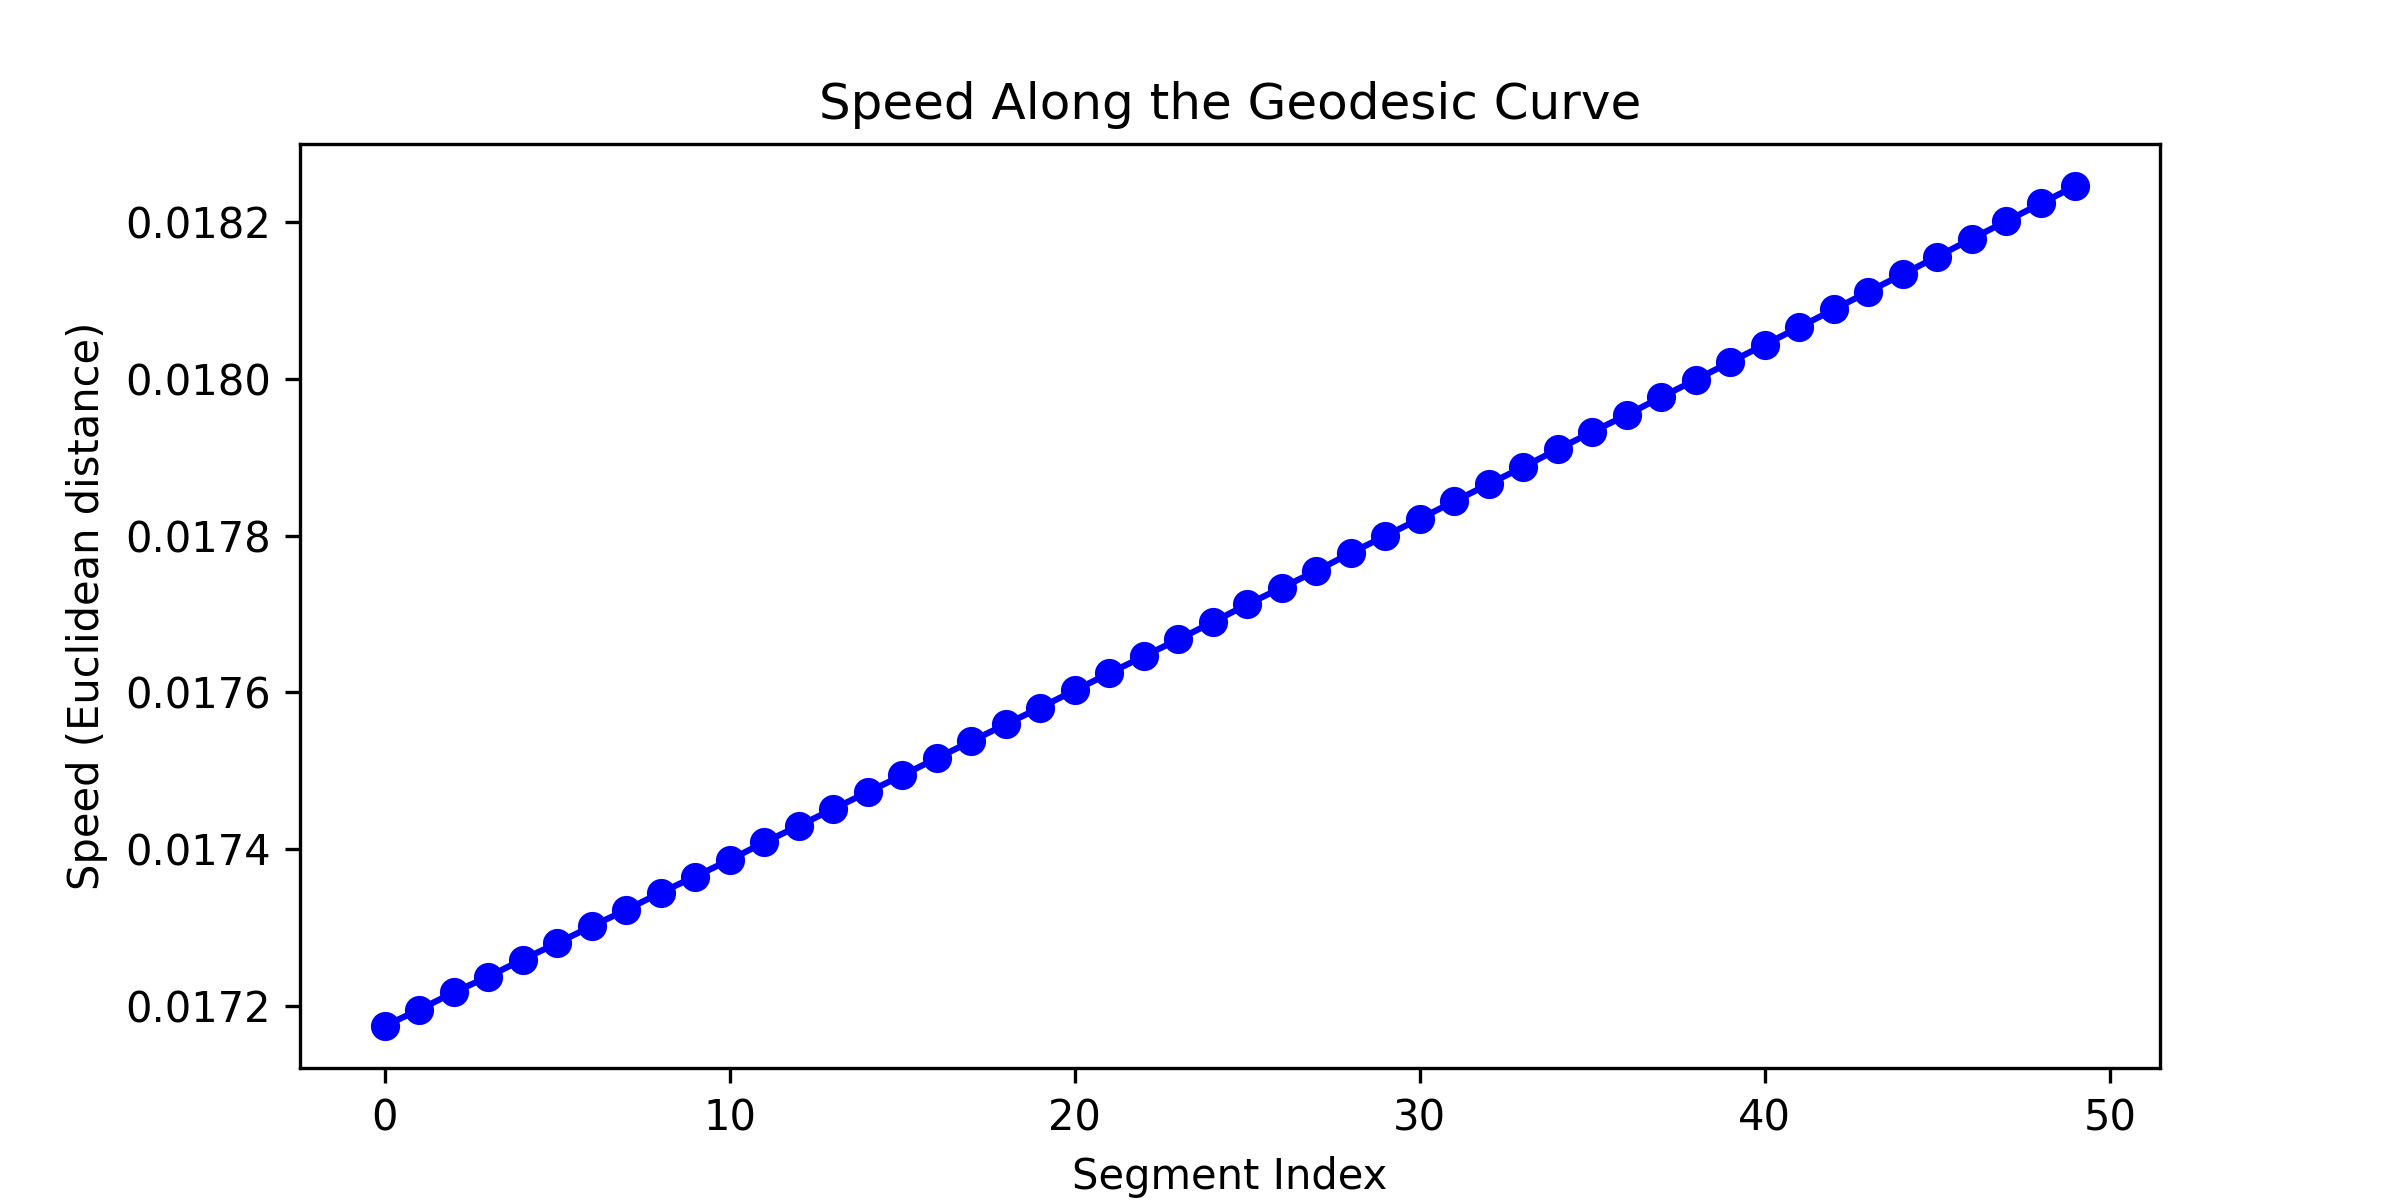 Speed Along the Geodesic Curve
Speed (Euclidean distance)
0.0182
0.0180
0.0178
0.0176
0.0174
0.0172
0 10 20 30 40 50
Segment Index